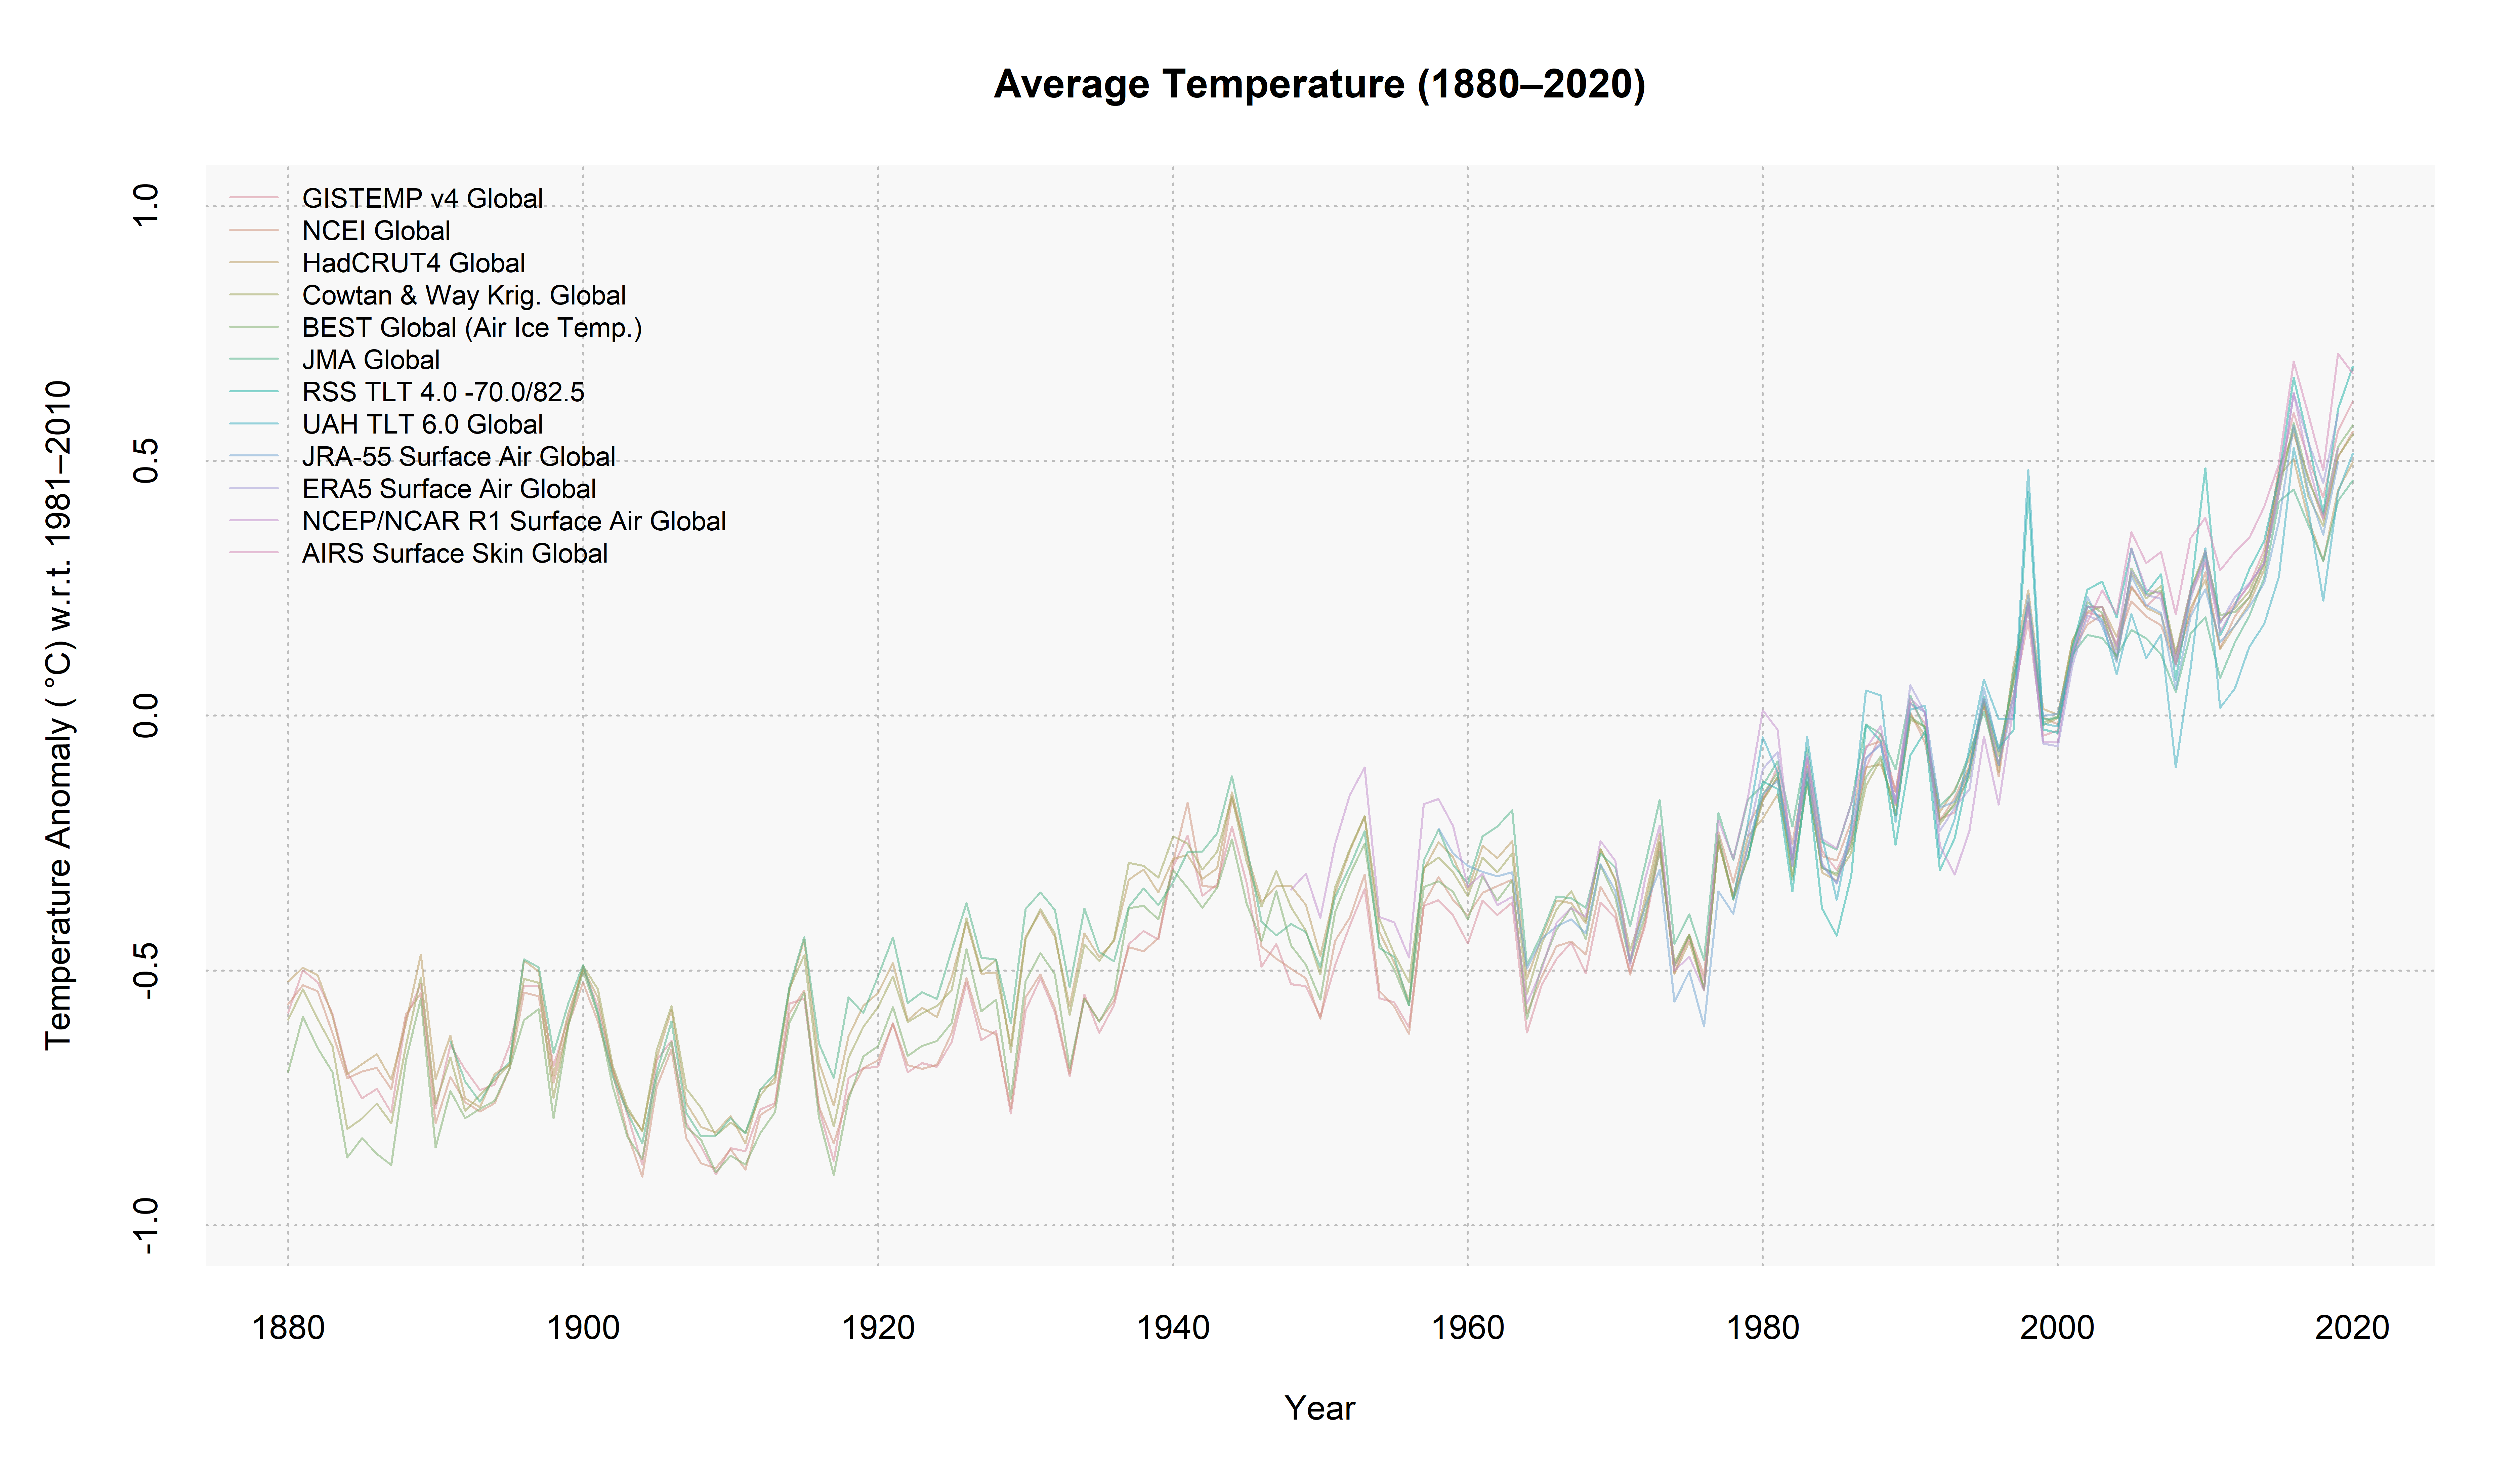 Average Temperature (1880–2020)
Temperature Anomaly ( °C) w.r.t. 1981–2010
1.0
0.5
0.0
-0.5
-1.0
GISTEMP v4 Global
NCEI Global
HadCRUT4 Global
Cowtan & Way Krig. Global
BEST Global (Air Ice Temp.)
JMA Global
RSS TLT 4.0 -70.0/82.5
UAH TLT 6.0 Global
JRA-55 Surface Air Global
ERA5 Surface Air Global
NCEP/NCAR R1 Surface Air Global
AIRS Surface Skin Global
1880 1900 1920 1940 1960 1980 2000 2020
Year